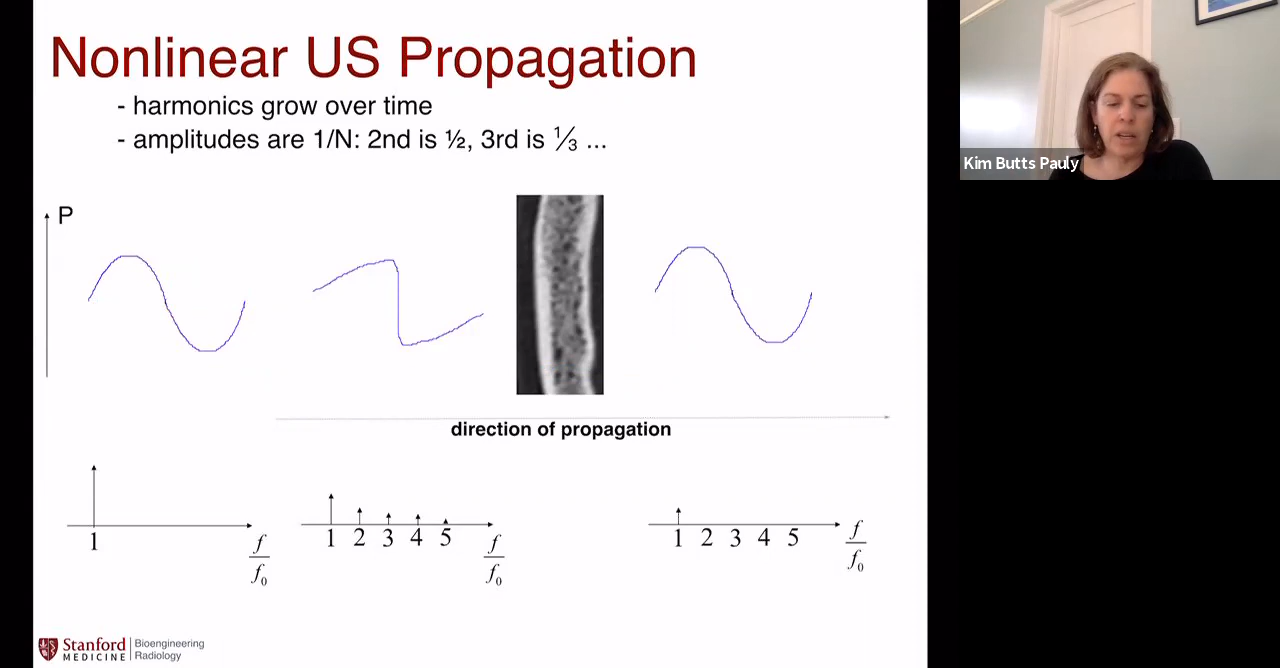 Nonlinear US Propagation
- harmonics grow over time
- amplitudes are 1/N: 2nd is ½, 3rd is ⅓ ...
P
direction of propagation
1
f
f0
1 2 3 4 5
f
f0
1 2 3 4 5
f
f0
Stanford
MEDICINE
Bioengineering
Radiology
Kim Butts Pauly